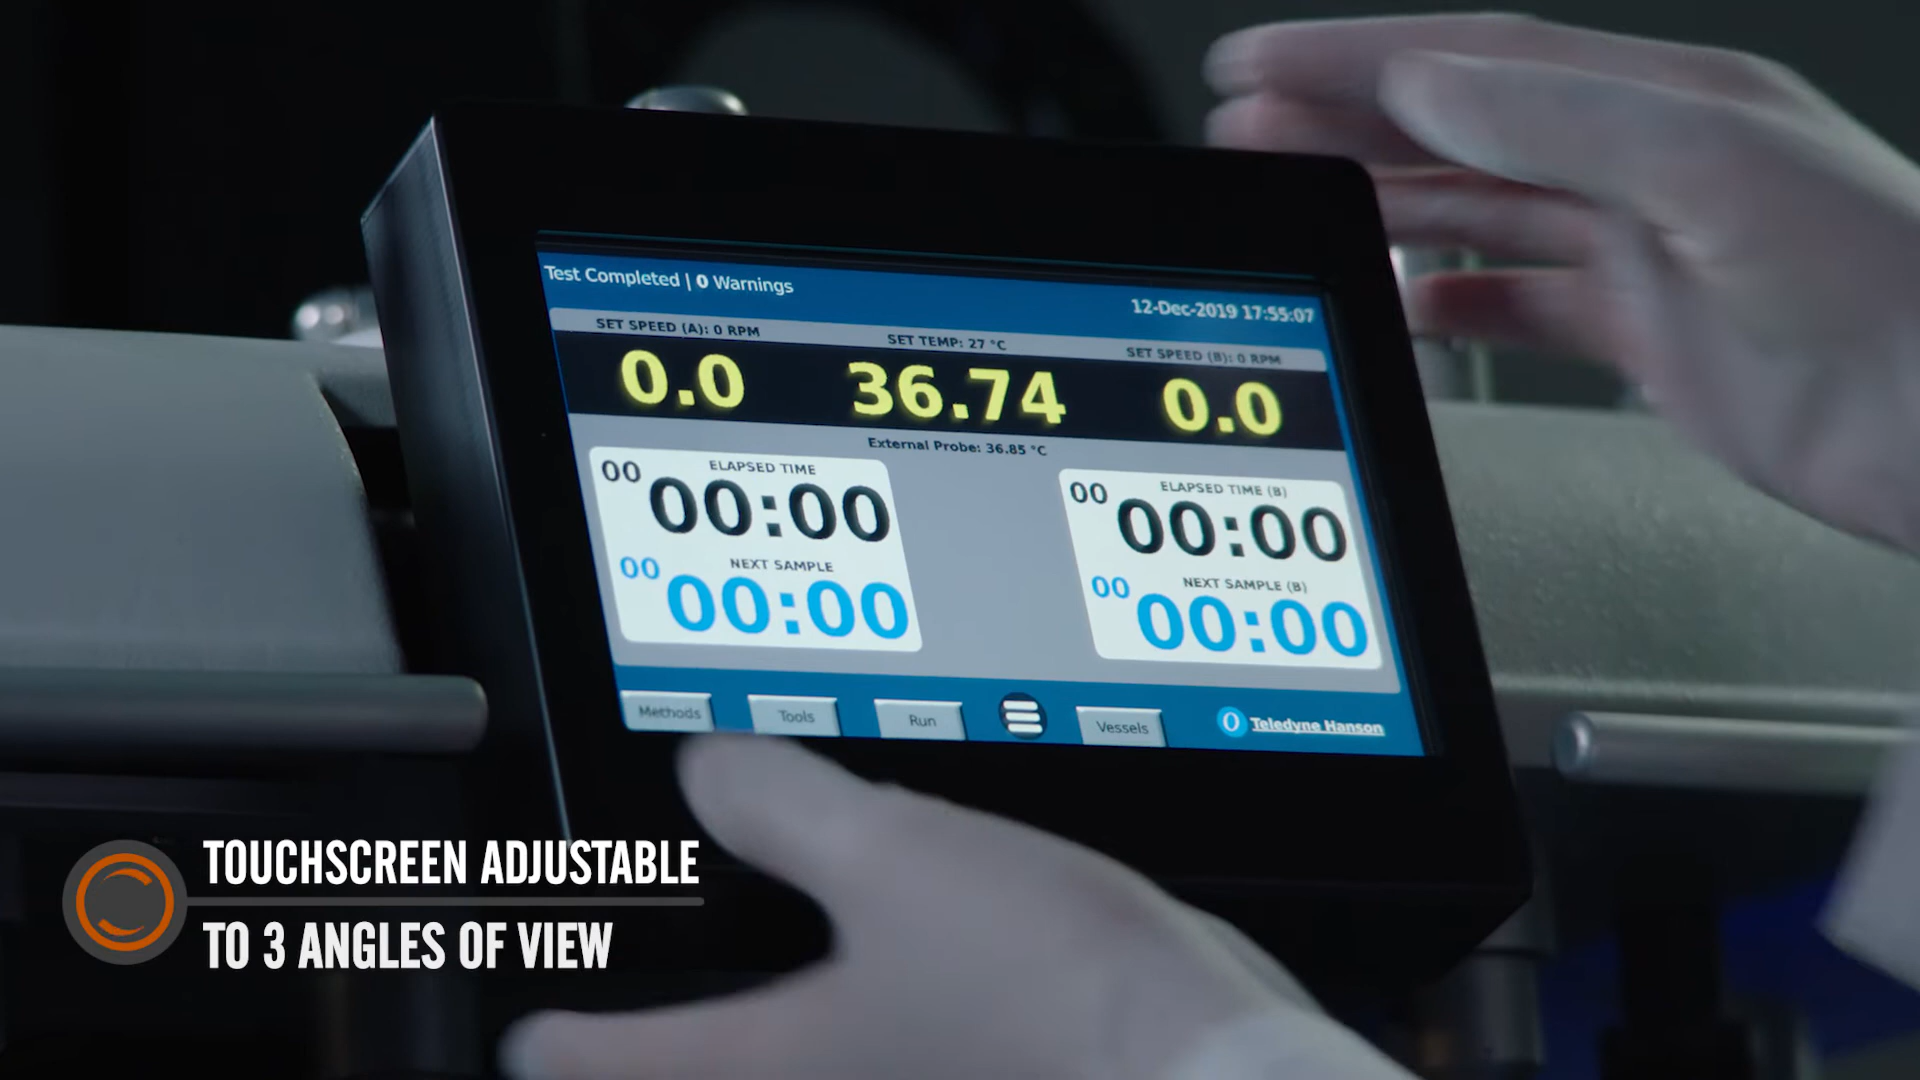 Test Completed | 0 Warnings
12-Dec-2019 17:55:07
SET SPEED (A): 0 RPM
SET TEMP: 27 °C
SET SPEED (B): 0 RPM
0.0
36.74
0.0
External Probe: 36.85 °C
ELAPSED TIME
00 00:00
NEXT SAMPLE
00 00:00
ELAPSED TIME (B)
00 00:00
NEXT SAMPLE (B)
00 00:00
Methods
Tools
Run
Vessels
Teledyne Hanson
TOUCHSCREEN ADJUSTABLE
TO 3 ANGLES OF VIEW